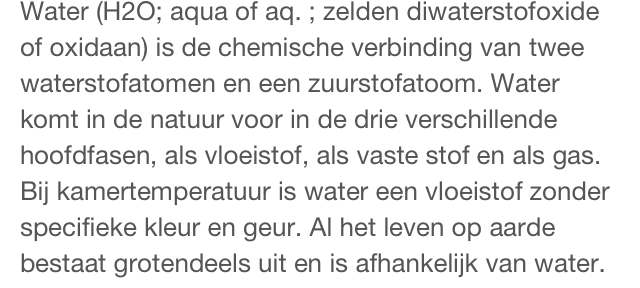 Water (H2O; aqua of aq. ; zelden diwaterstofoxide
of oxidaan) is de chemische verbinding van twee
waterstofatomen en een zuurstofatoom. Water
komt in de natuur voor in de drie verschillende
hoofdfasen, als vloeistof, als vaste stof en als gas.
Bij kamertemperatuur is water een vloeistof zonder
specifieke kleur en geur. Al het leven op aarde
bestaat grotendeels uit en is afhankelijk van water.